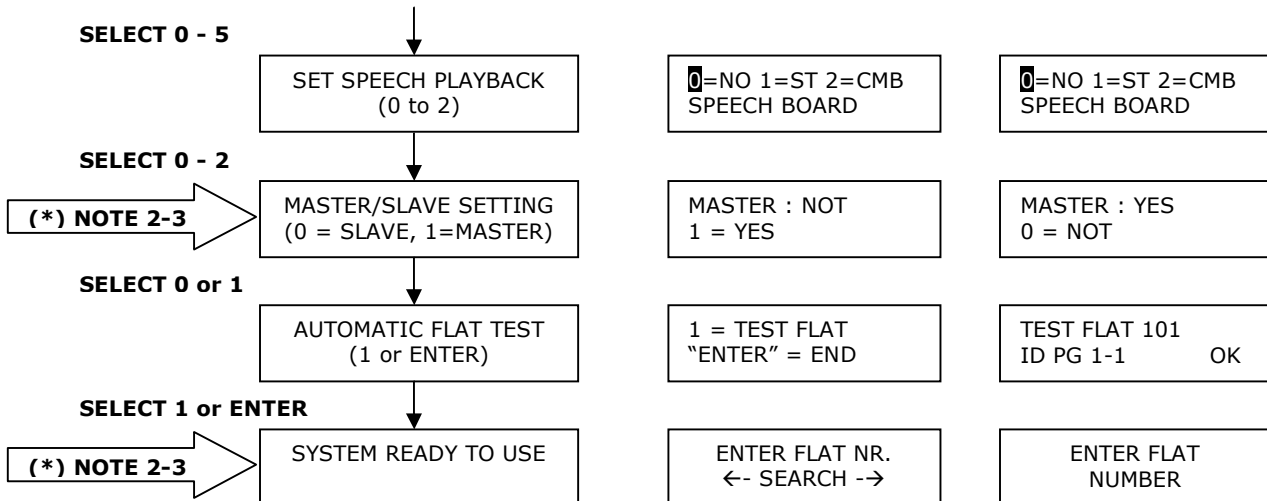 SELECT 0 - 5
SET SPEECH PLAYBACK
(0 to 2)
0=NO 1=ST 2=CMB
SPEECH BOARD
0=NO 1=ST 2=CMB
SPEECH BOARD
SELECT 0 - 2
(*) NOTE 2-3
MASTER/SLAVE SETTING
(0 = SLAVE, 1=MASTER)
MASTER : NOT
1 = YES
MASTER : YES
0 = NOT
SELECT 0 or 1
AUTOMATIC FLAT TEST
(1 or ENTER)
1 = TEST FLAT
“ENTER” = END
TEST FLAT 101
ID PG 1-1 OK
SELECT 1 or ENTER
(*) NOTE 2-3
SYSTEM READY TO USE
ENTER FLAT NR.
←- SEARCH -→
ENTER FLAT
NUMBER